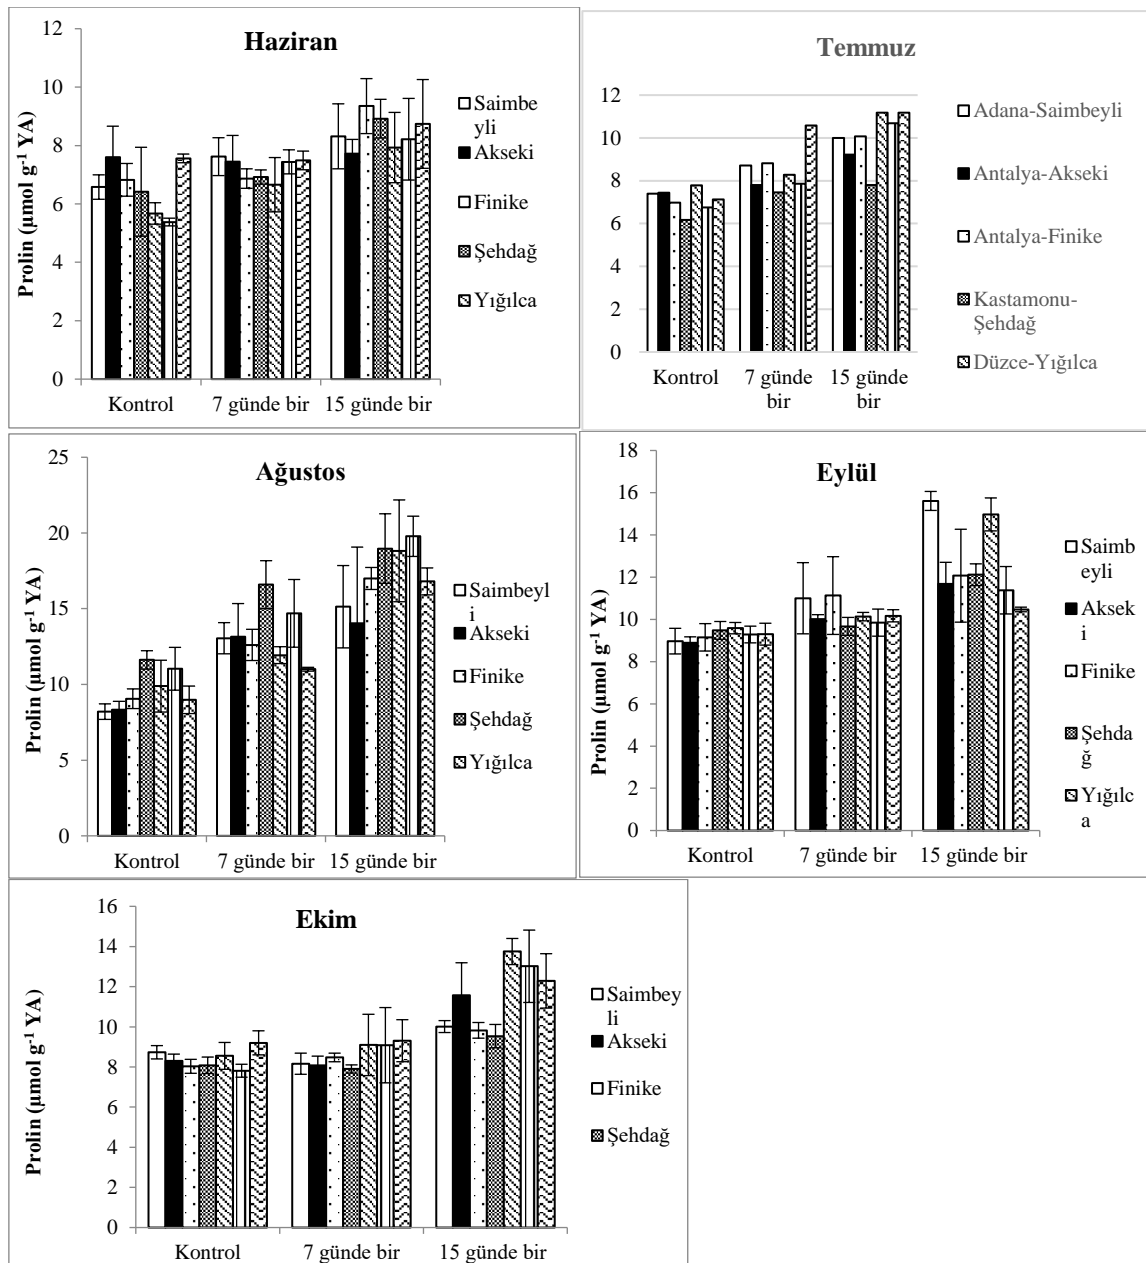 Haziran
Prolin (µmol g-1 YA)
12
10
8
6
4
2
0
Kontrol
7 günde bir
15 günde bir
Saimbe
yli
Akseki
Finike
Şehdağ
Yığılca
Temmuz
12
10
8
6
4
2
0
Kontrol
7 günde
bir
15 günde
bir
Adana-Saimbeyli
Antalya-Akseki
Antalya-Finike
Kastamonu-
Şehdağ
Düzce-Yığılca
Ağustos
Prolin (µmol g-1 YA)
25
20
15
10
5
0
Kontrol
7 günde bir
15 günde bir
Saimbeyl
i
Akseki
Finike
Şehdağ
Yığılca
Eylül
Prolin (µmol g-1 YA)
18
16
14
12
10
8
6
4
2
0
Kontrol
7 günde bir
15 günde bir
Saimb
eyli
Aksek
i
Finike
Şehda
ğ
Yığılc
a
Ekim
Prolin (µmol g-1 YA)
16
14
12
10
8
6
4
2
0
Kontrol
7 günde bir
15 günde bir
Saimbey
li
Akseki
Finike
Şehdağ